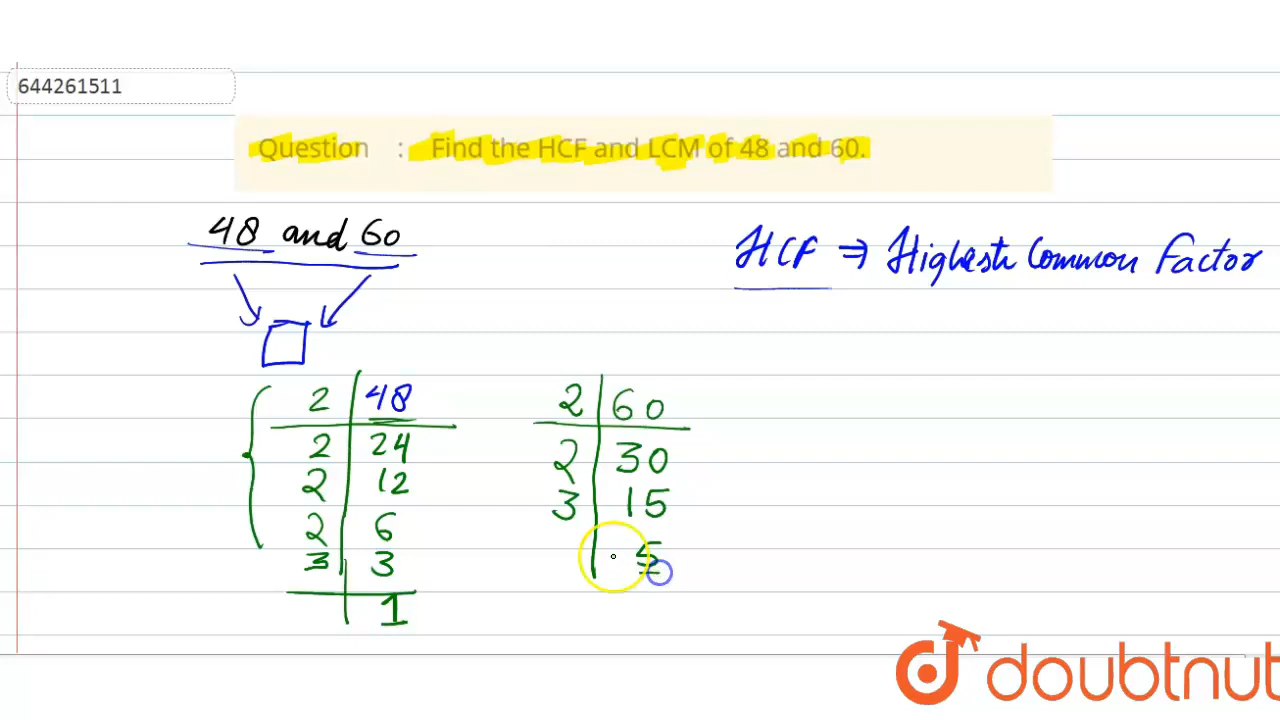 644261511
Question : Find the HCF and LCM of 48 and 60.
48 and 60
HCF ⇒ Highest Common Factor
2 48
2 24
2 12
2 6
3 3
1
2 60
2 30
3 15
5
doubtnut